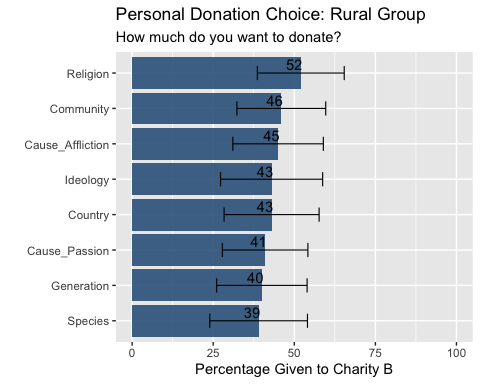 Personal Donation Choice: Rural Group
How much do you want to donate?
Religion 52
Community 46
Cause_Affliction 45
Ideology 43
Country 43
Cause_Passion 41
Generation 40
Species 39
0 25 50 75 100
Percentage Given to Charity B